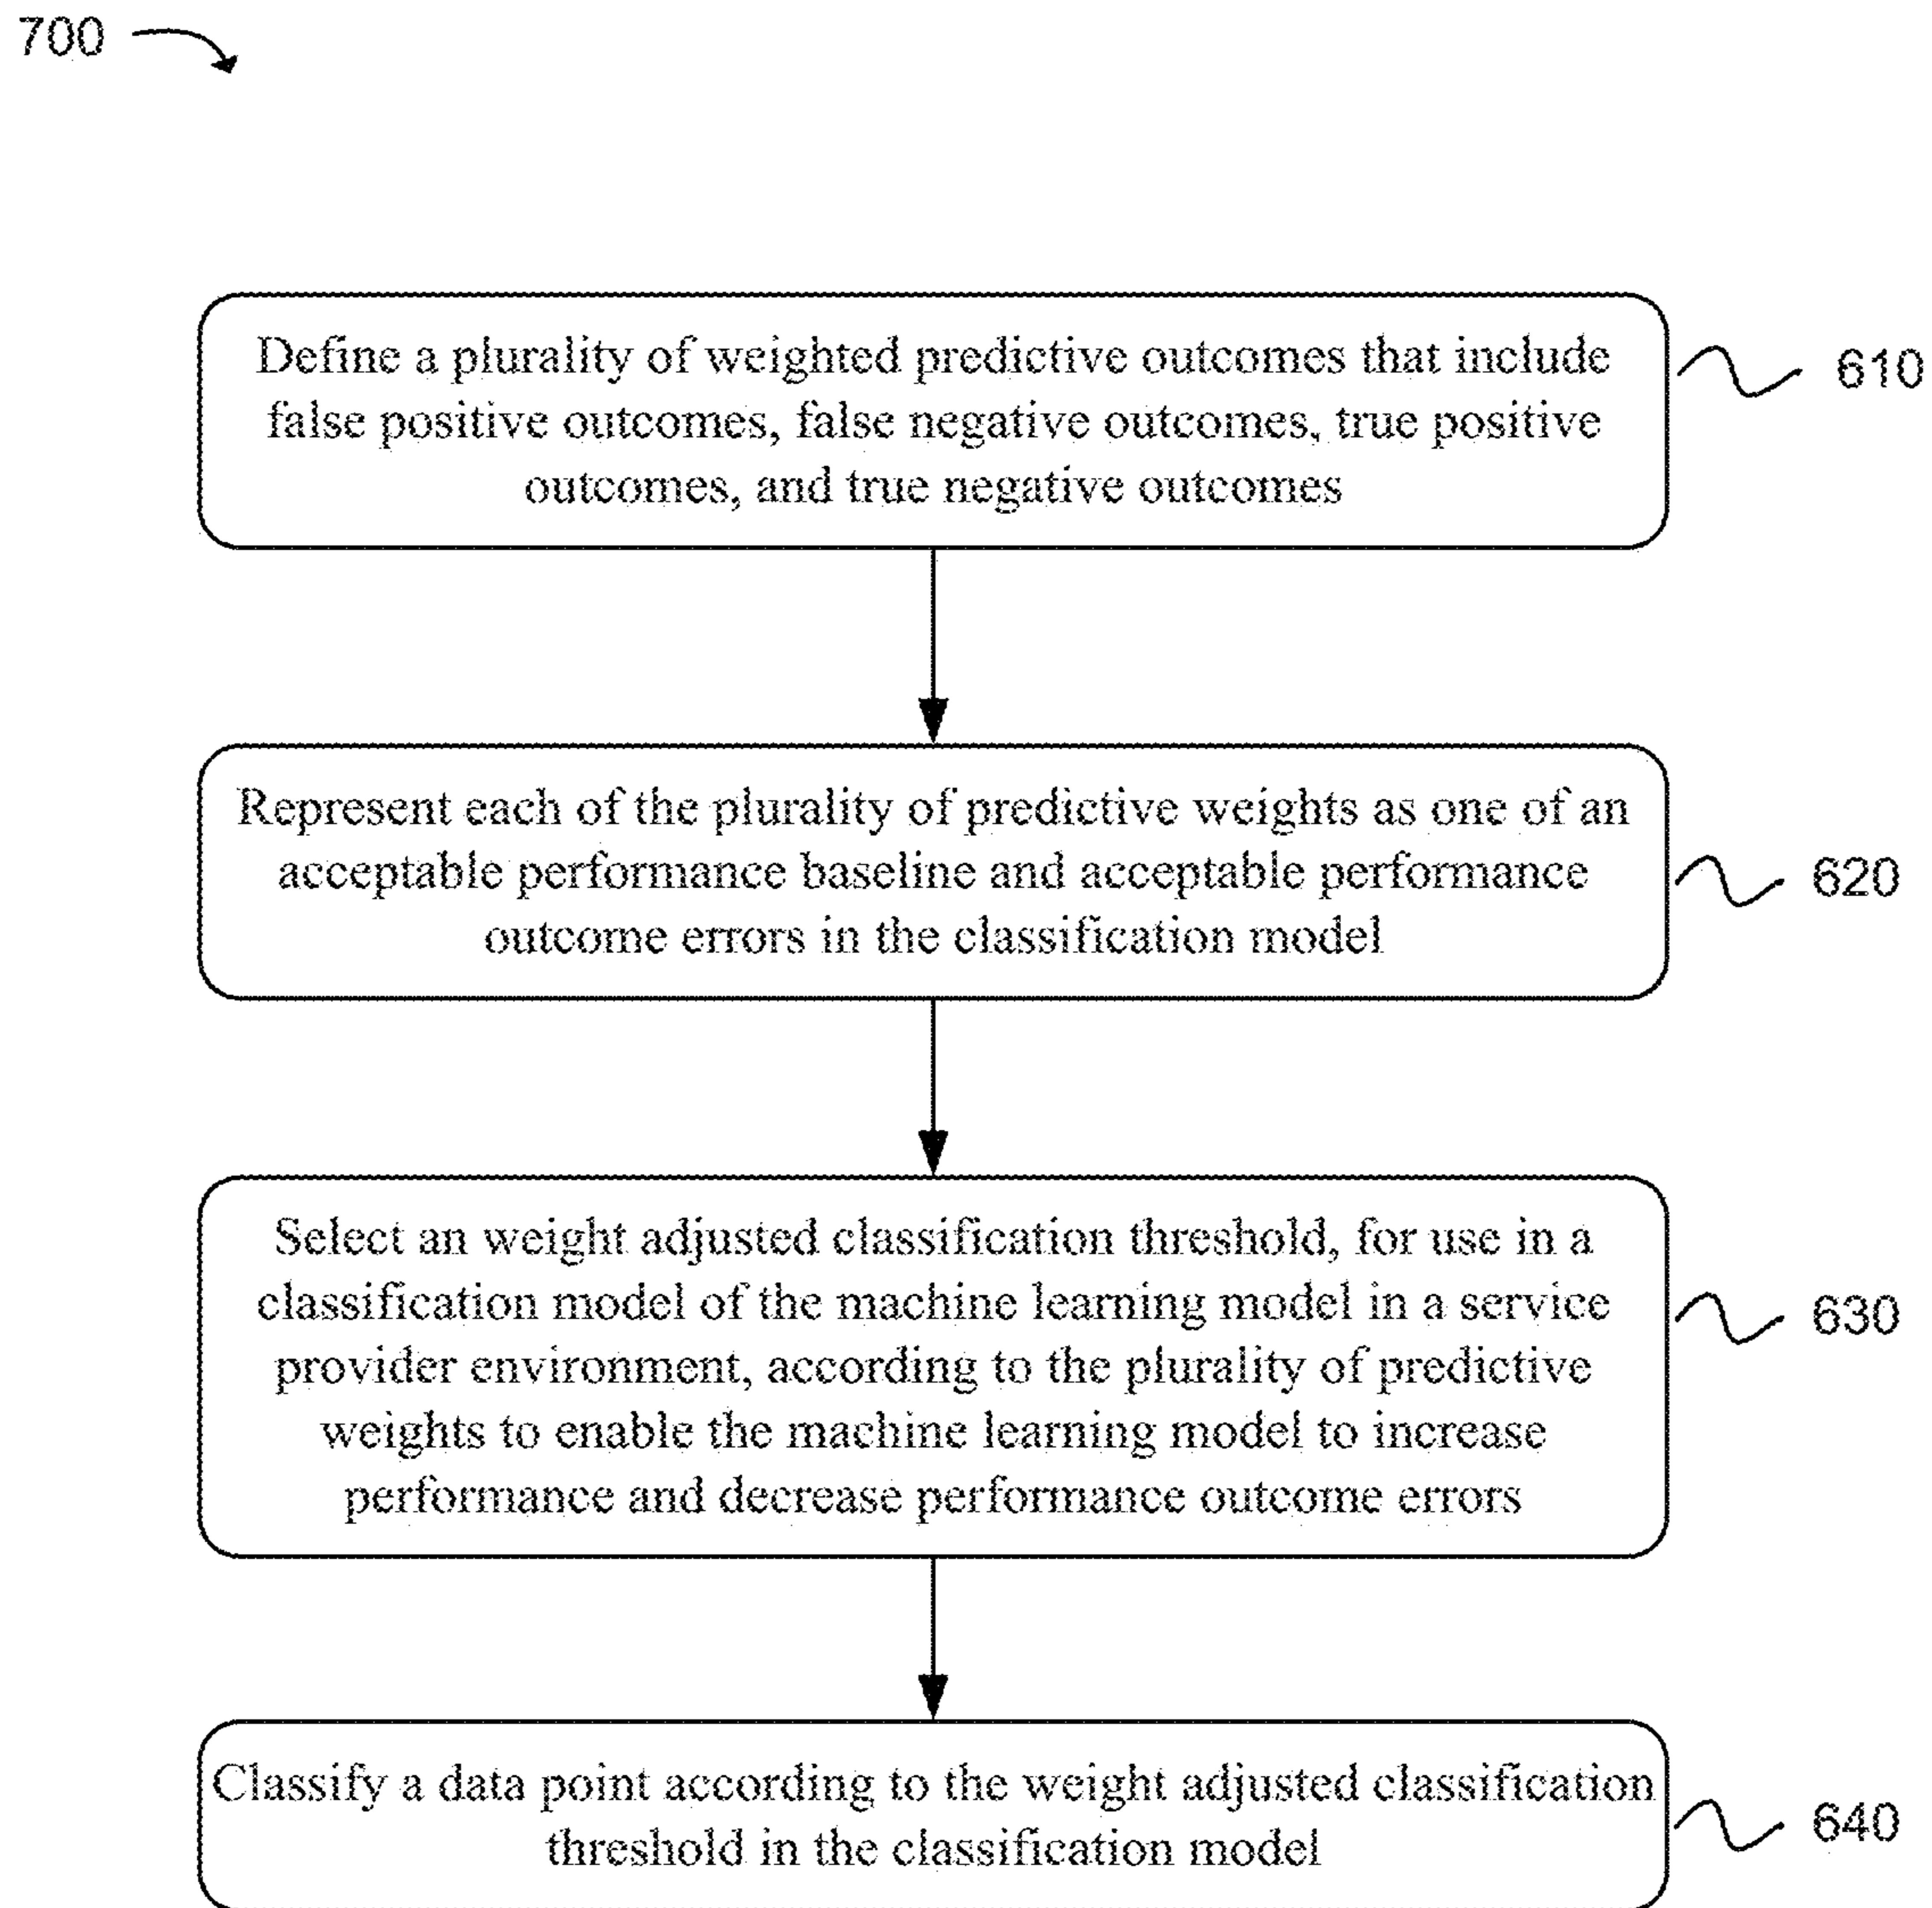 700
Define a plurality of weighted predictive outcomes that include
false positive outcomes, false negative outcomes, true positive
outcomes, and true negative outcomes
610
Represent each of the plurality of predictive weights as one of an
acceptable performance baseline and acceptable performance
outcome errors in the classification model
620
Select an weight adjusted classification threshold, for use in a
classification model of the machine learning model in a service
provider environment, according to the plurality of predictive
weights to enable the machine learning model to increase
performance and decrease performance outcome errors
630
Classify a data point according to the weight adjusted classification
threshold in the classification model
640